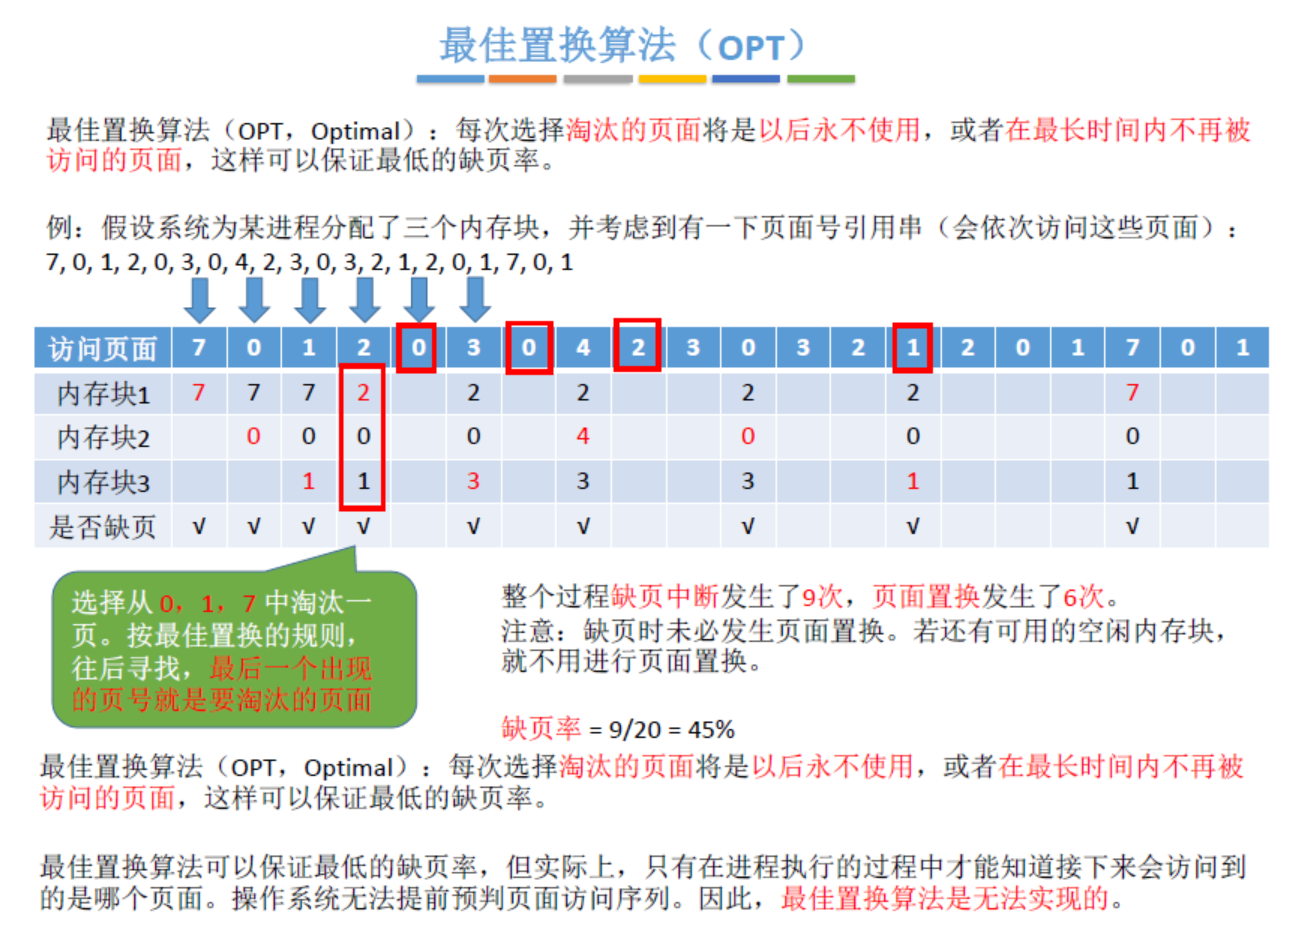 最佳置换算法（OPT）
最佳置换算法（OPT，Optimal）：每次选择淘汰的页面将是以后永不使用，或者在最长时间内不再被
访问的页面，这样可以保证最低的缺页率。
例：假设系统为某进程分配了三个内存块，并考虑到有一下页面号引用串（会依次访问这些页面）：
7, 0, 1, 2, 0, 3, 0, 4, 2, 3, 0, 3, 2, 1, 2, 0, 1, 7, 0, 1
访问页面 7 0 1 2 0 3 0 4 2 3 0 3 2 1 2 0 1 7 0 1
内存块1 7 7 7 2 2 2 2 2 7
内存块2 0 0 0 0 4 0 0 0
内存块3 1 1 3 3 3 1 1
是否缺页 √ √ √ √ √ √ √ √ √
选择从 0，1，7 中淘汰一
页。按最佳置换的规则，
往后寻找，最后一个出现
的页号就是要淘汰的页面
整个过程缺页中断发生了9次，页面置换发生了6次。
注意：缺页时未必发生页面置换。若还有可用的空闲内存块，
就不用进行页面置换。
缺页率 = 9/20 = 45%
最佳置换算法（OPT，Optimal）：每次选择淘汰的页面将是以后永不使用，或者在最长时间内不再被
访问的页面，这样可以保证最低的缺页率。
最佳置换算法可以保证最低的缺页率，但实际上，只有在进程执行的过程中才能知道接下来会访问到
的是哪个页面。操作系统无法提前预判页面访问序列。因此，最佳置换算法是无法实现的。